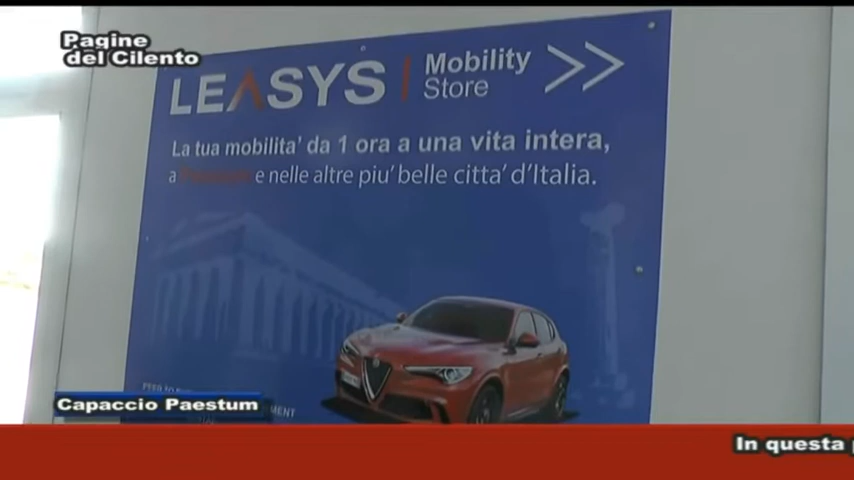 Pagine
del Cilento
LEASYS | Mobility
Store
La tua mobilita' da 1 ora a una vita intera,
a Paestum e nelle altre piu' belle citta' d'Italia.
Capaccio Paestum
In questa